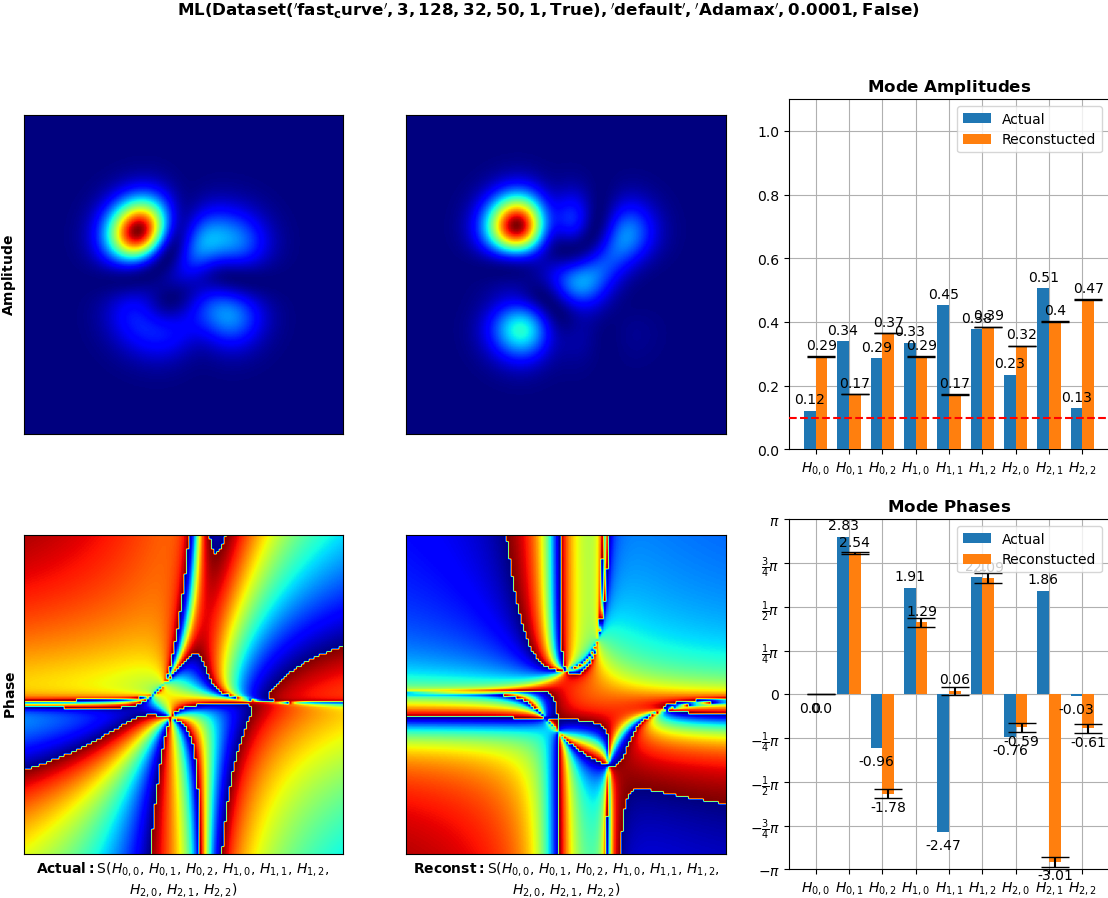 ML(Dataset('fast_curve', 3, 128, 32, 50, 1, True), 'default', 'Adamax', 0.0001, False)
Amplitude
Mode Amplitudes
Actual
Reconstucted
1.0
0.8
0.6
0.4
0.2
0.0
0.12 0.29 0.34 0.17 0.29 0.37 0.33 0.29 0.45 0.17 0.38 0.39 0.23 0.32 0.51 0.4 0.13 0.47
H0,0 H0,1 H0,2 H1,0 H1,1 H1,2 H2,0 H2,1 H2,2
Phase
Mode Phases
Actual
Reconstucted
π
3/4π
1/2π
1/4π
0
−1/4π
−1/2π
−3/4π
−π
0.0 0.0 2.83 2.54 -0.96 -1.78 1.91 1.29 -2.47 0.06 -0.76 -0.59 1.86 -3.01 -0.03 -0.61
H0,0 H0,1 H0,2 H1,0 H1,1 H1,2 H2,0 H2,1 H2,2
Actual: S(H0,0, H0,1, H0,2, H1,0, H1,1, H1,2,
H2,0, H2,1, H2,2)
Reconst: S(H0,0, H0,1, H0,2, H1,0, H1,1, H1,2,
H2,0, H2,1, H2,2)